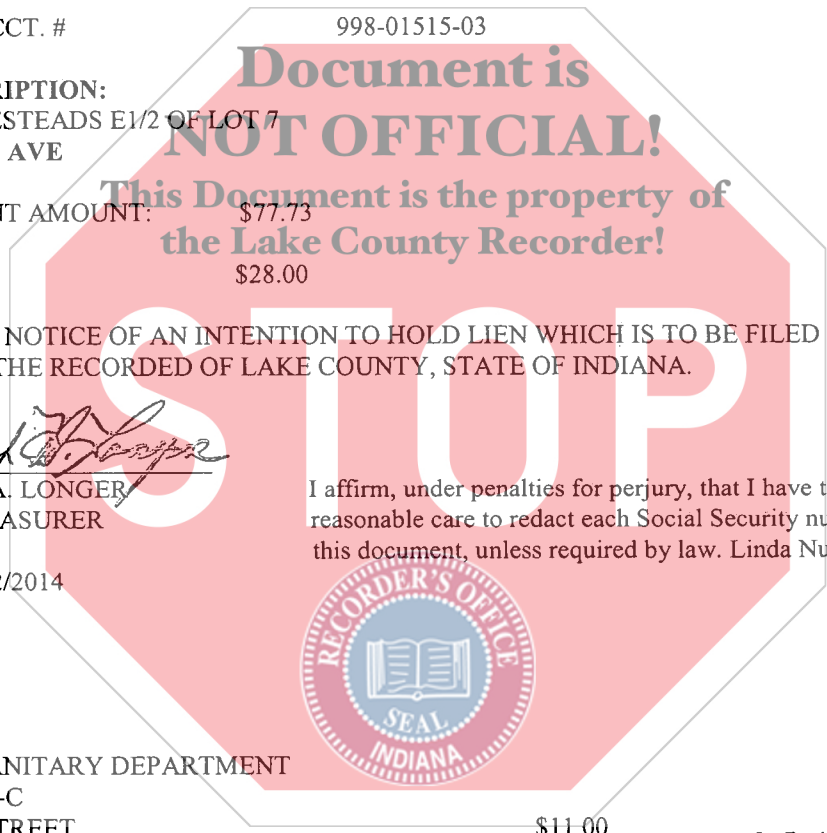 CCT. # 998-01515-03
Document is
RIPTION:
ESTEADS E1/2 OF LOT 7
NOT OFFICIAL!
AVE
This Document is the property of
NT AMOUNT: $77.73
the Lake County Recorder!
$28.00
STOP
NOTICE OF AN INTENTION TO HOLD LIEN WHICH IS TO BE FILED
THE RECORDED OF LAKE COUNTY, STATE OF INDIANA.
A. LONGER
ASURER
I affirm, under penalties for perjury, that I have t
reasonable care to redact each Social Security nu
this document, unless required by law. Linda Nu
2/2014
RECORDER'S OFFICE
SEAL
INDIANA
ANITARY DEPARTMENT
-C
TREET $11.00